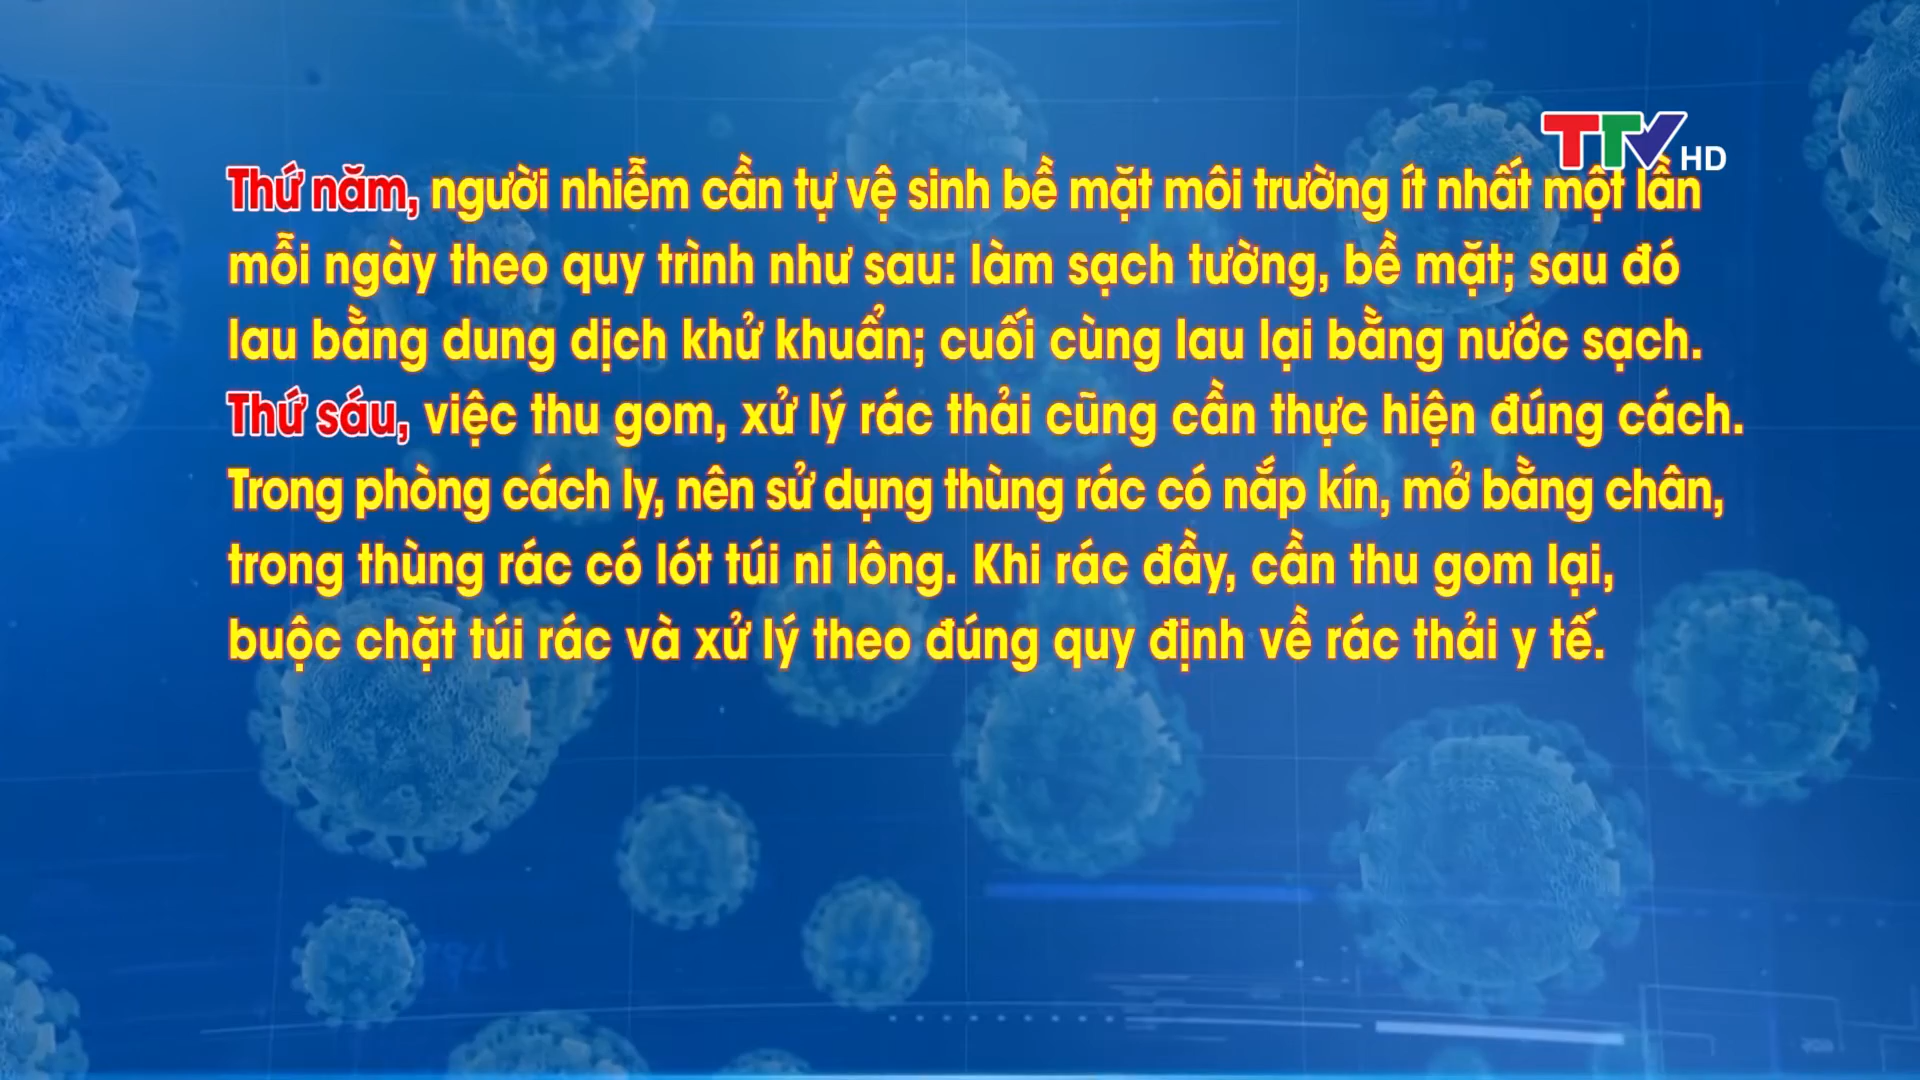 TTV HD
Thứ năm, người nhiễm cần tự vệ sinh bề mặt môi trường ít nhất một lần
mỗi ngày theo quy trình như sau: làm sạch tường, bề mặt; sau đó
lau bằng dung dịch khử khuẩn; cuối cùng lau lại bằng nước sạch.
Thứ sáu, việc thu gom, xử lý rác thải cũng cần thực hiện đúng cách.
Trong phòng cách ly, nên sử dụng thùng rác có nắp kín, mở bằng chân,
trong thùng rác có lót túi ni lông. Khi rác đầy, cần thu gom lại,
buộc chặt túi rác và xử lý theo đúng quy định về rác thải y tế.